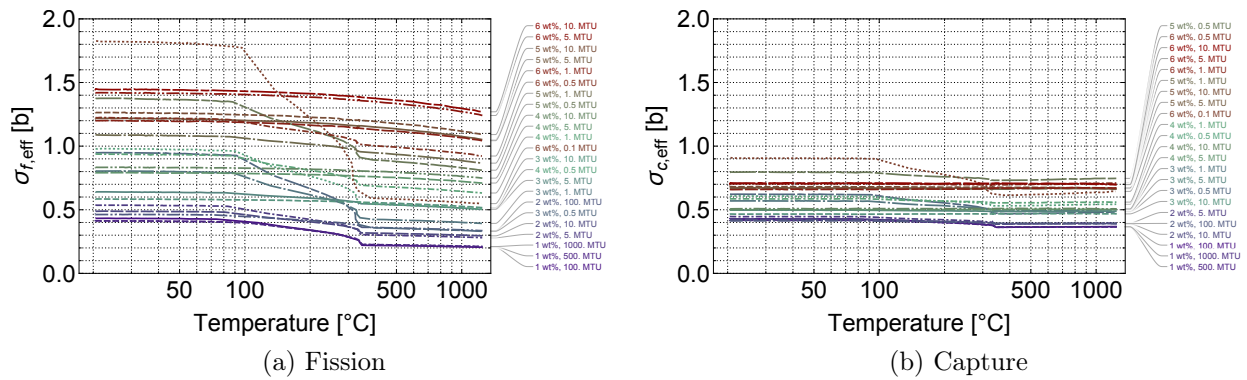 2.0
1.5
1.0
0.5
0.0
σf,eff [b]
50 100 500 1000
Temperature [°C]
6 wt%, 10. MTU
6 wt%, 5. MTU
5 wt%, 10. MTU
5 wt%, 5. MTU
6 wt%, 1. MTU
6 wt%, 0.5 MTU
5 wt%, 1. MTU
5 wt%, 0.5 MTU
4 wt%, 10. MTU
4 wt%, 5. MTU
4 wt%, 1. MTU
6 wt%, 0.1 MTU
3 wt%, 10. MTU
4 wt%, 0.5 MTU
3 wt%, 5. MTU
3 wt%, 1. MTU
2 wt%, 100. MTU
3 wt%, 0.5 MTU
2 wt%, 10. MTU
2 wt%, 5. MTU
1 wt%, 1000. MTU
1 wt%, 500. MTU
1 wt%, 100. MTU
(a) Fission
2.0
1.5
1.0
0.5
0.0
σc,eff [b]
50 100 500 1000
Temperature [°C]
5 wt%, 0.5 MTU
6 wt%, 0.5 MTU
6 wt%, 10. MTU
6 wt%, 5. MTU
6 wt%, 1. MTU
5 wt%, 1. MTU
5 wt%, 10. MTU
5 wt%, 5. MTU
6 wt%, 0.1 MTU
4 wt%, 1. MTU
4 wt%, 0.5 MTU
4 wt%, 10. MTU
4 wt%, 5. MTU
3 wt%, 1. MTU
3 wt%, 5. MTU
3 wt%, 0.5 MTU
3 wt%, 10. MTU
2 wt%, 5. MTU
2 wt%, 10. MTU
1 wt%, 100. MTU
1 wt%, 1000. MTU
1 wt%, 500. MTU
(b) Capture